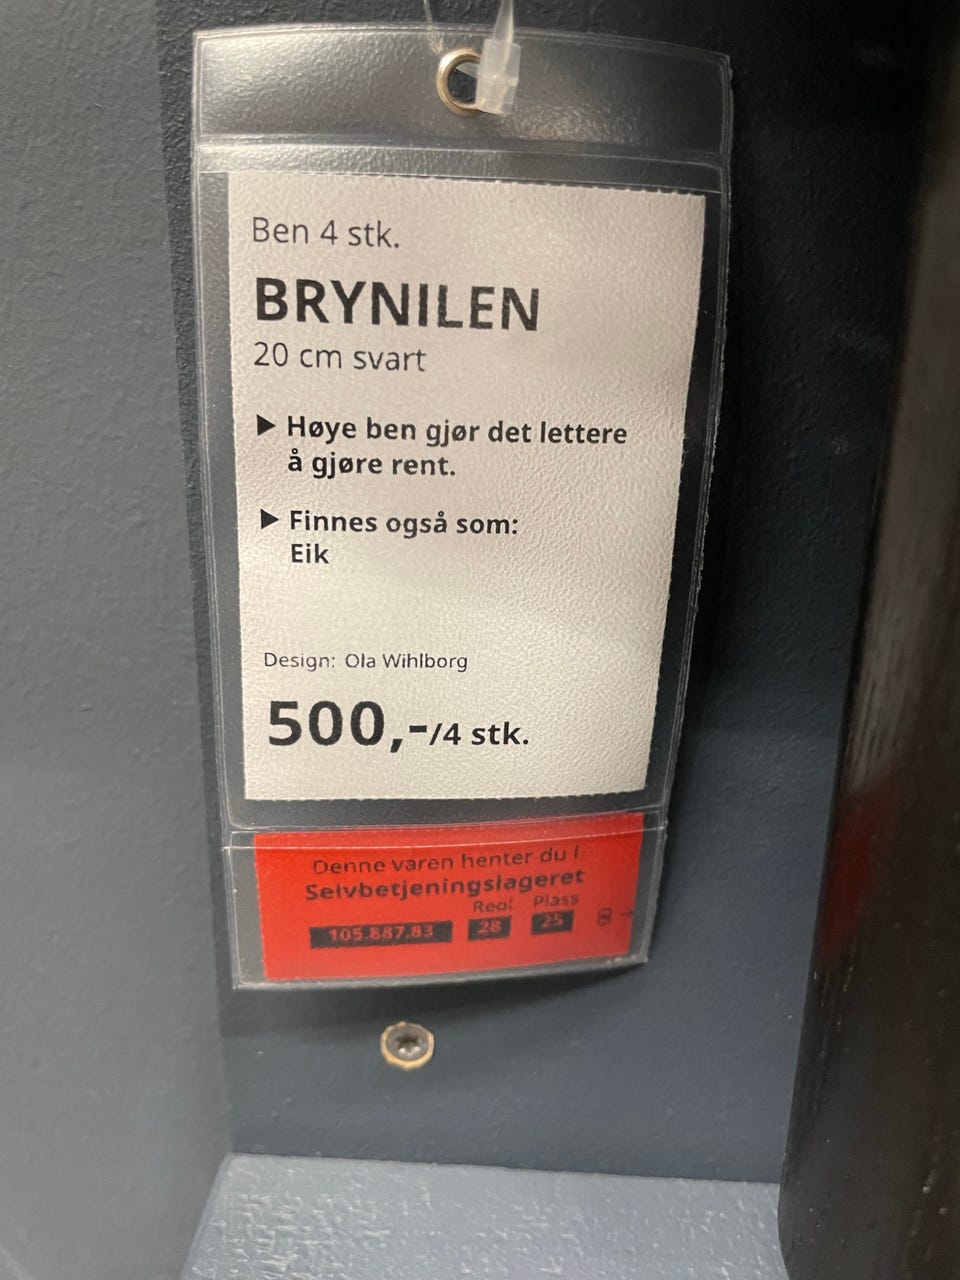 Ben 4 stk.
BRYNILEN
20 cm svart
▶ Høye ben gjør det lettere
å gjøre rent.
▶ Finnes også som:
Eik
Design: Ola Wihlborg
500,-/4 stk.
Denne varen henter du i
Selvbetjeningslageret
Reol Plass
105.887.83 28 25